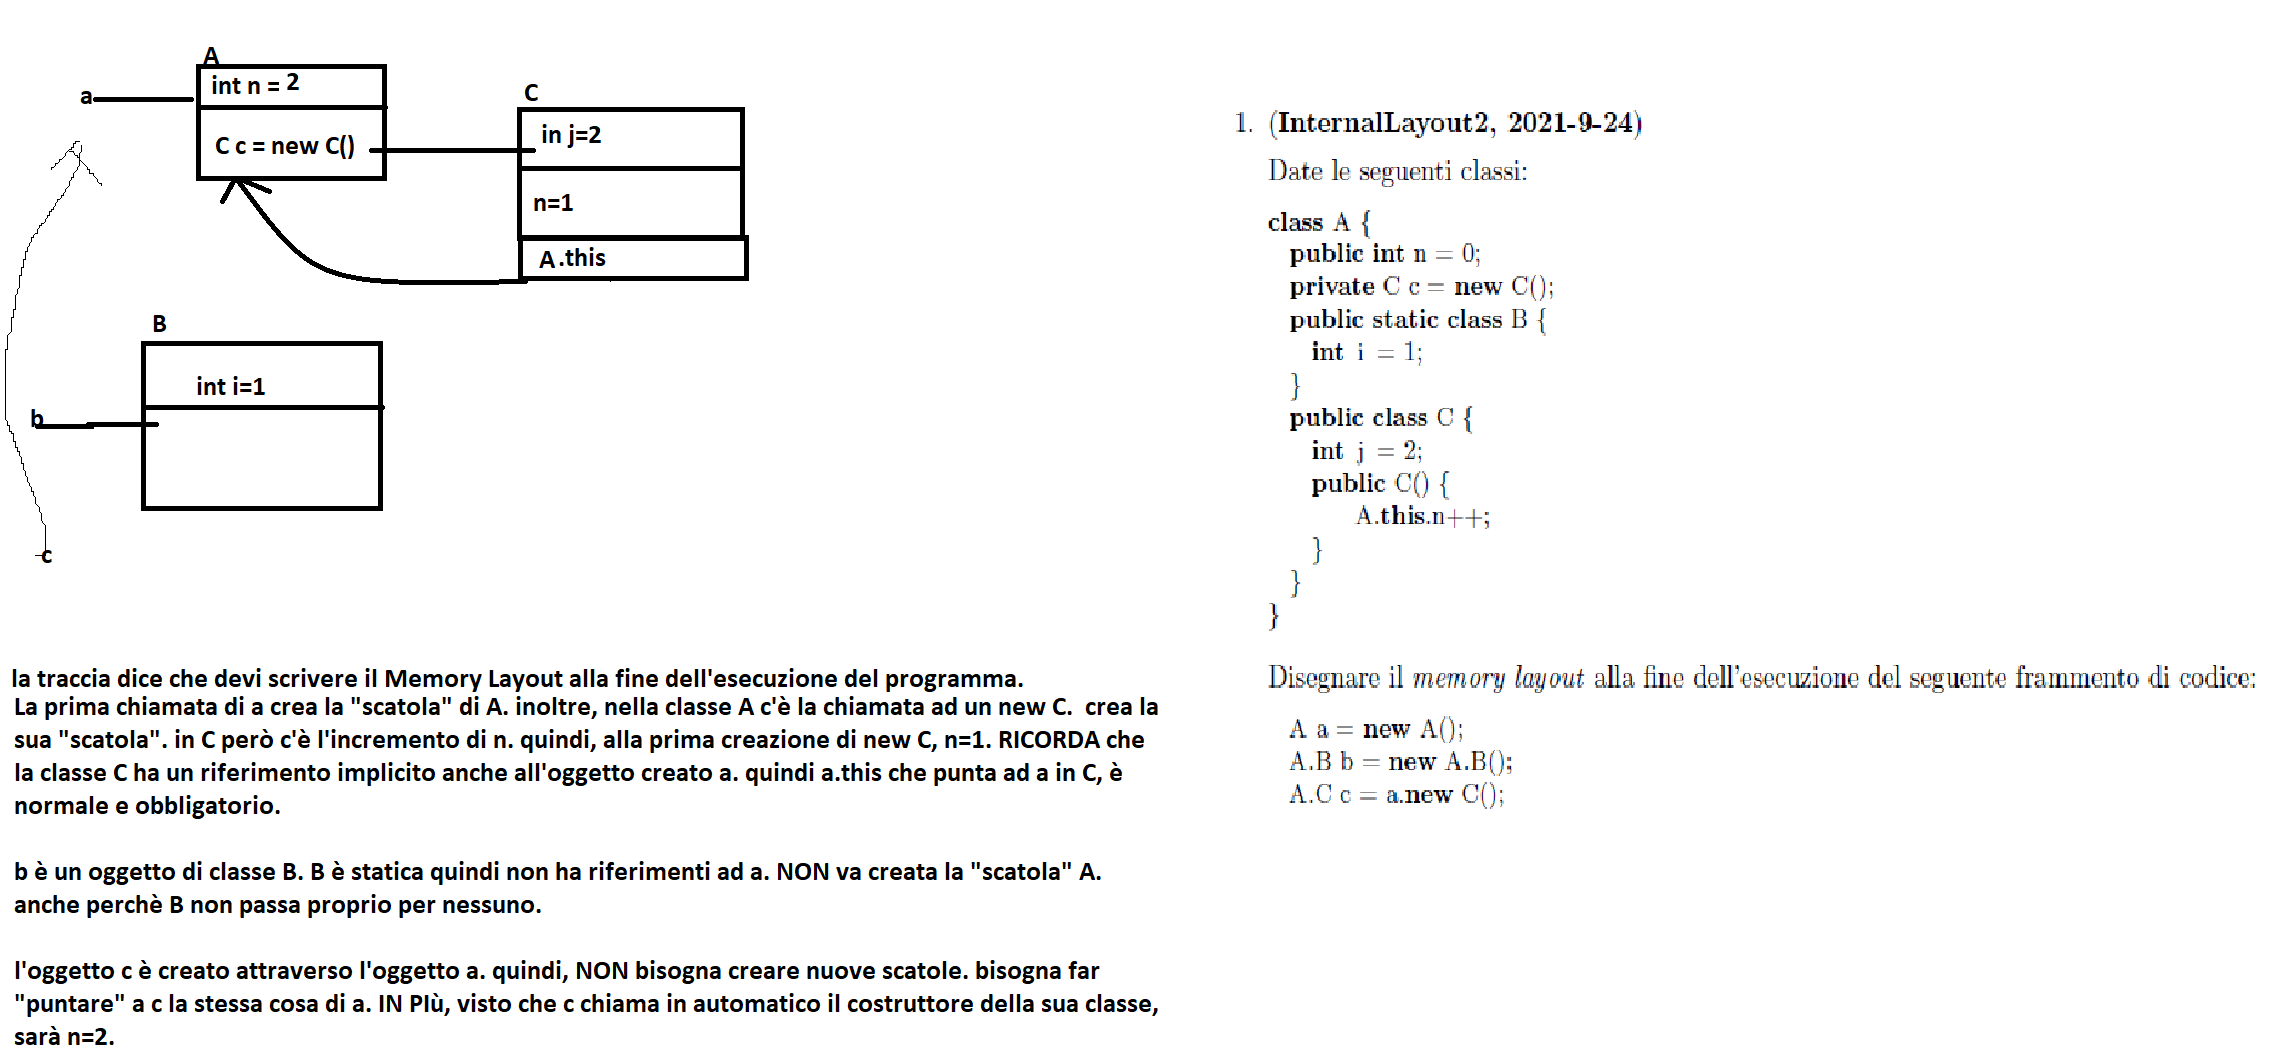 A
int n = 2
a
C c = new C()
C
in j=2
n=1
A.this
B
int i=1
b
c
la traccia dice che devi scrivere il Memory Layout alla fine dell'esecuzione del programma.
La prima chiamata di a crea la "scatola" di A. inoltre, nella classe A c'è la chiamata ad un new C.  crea la
sua "scatola". in C però c'è l'incremento di n. quindi, alla prima creazione di new C, n=1. RICORDA che
la classe C ha un riferimento implicito anche all'oggetto creato a. quindi a.this che punta ad a in C, è
normale e obbligatorio.
b è un oggetto di classe B. B è statica quindi non ha riferimenti ad a. NON va creata la "scatola" A.
anche perchè B non passa proprio per nessuno.
l'oggetto c è creato attraverso l'oggetto a. quindi, NON bisogna creare nuove scatole. bisogna far
"puntare" a c la stessa cosa di a. IN PIù, visto che c chiama in automatico il costruttore della sua classe,
sarà n=2.
1. (InternalLayout2, 2021-9-24)
Date le seguenti classi:
class A {
public int n = 0;
private C c = new C();
public static class B {
int i = 1;
}
public class C {
int j = 2;
public C() {
A.this.n++;
}
}
}
Disegnare il memory layout alla fine dell'esecuzione del seguente frammento di codice:
A a = new A();
A.B b = new A.B();
A.C c = a.new C();